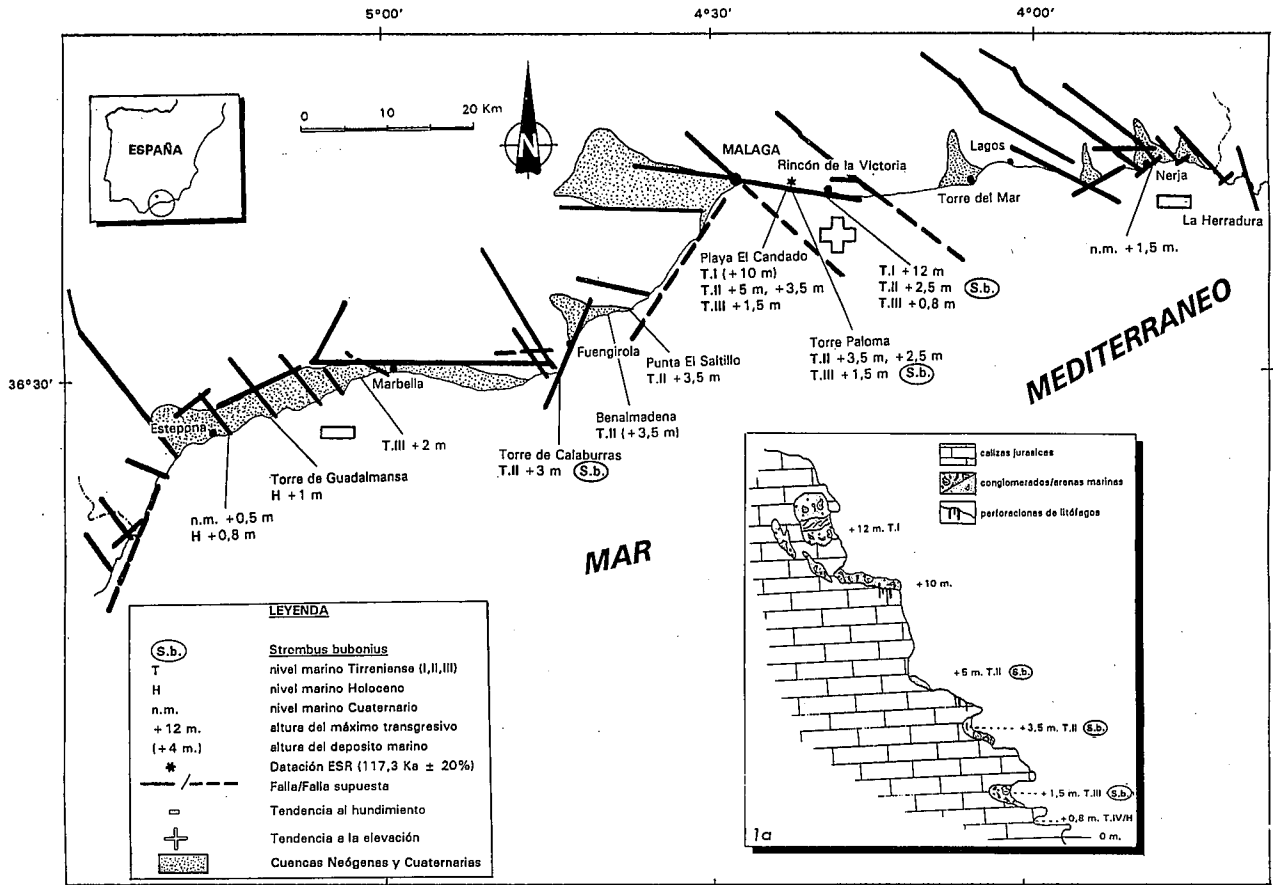 5°00'
4°30'
4°00'
36°30'
ESPAÑA
0 10 20 Km
N
MALAGA
Rincón de la Victoria
Lagos
Torre del Mar
Nerja
La Herradura
n.m. +1,5 m.
Playa El Candado
T.I (+10 m)
T.II +5 m, +3,5 m
T.III +1,5 m
T.I +12 m
T.II +2,5 m S.b.
T.III +0,8 m
Torre Paloma
T.II +3,5 m, +2,5 m
T.III +1,5 m S.b.
Fuengirola
Punta El Saltillo
T.II +3,5 m
Benalmadena
T.II (+3,5 m)
Marbella
Estepona
T.III +2 m
Torre de Calaburras
T.II +3 m S.b.
Torre de Guadalmansa
H +1 m
n.m. +0,5 m
H +0,8 m
MAR
MEDITERRANEO
LEYENDA
S.b. Strombus bubonius
T nivel marino Tirreniense (I,II,III)
H nivel marino Holoceno
n.m. nivel marino Cuaternario
+12 m. altura del máximo transgresivo
(+4 m.) altura del deposito marino
* Datación ESR (117,3 Ka ± 20%)
/ Falla/Falla supuesta
Tendencia al hundimiento
Tendencia a la elevación
Cuencas Neógenas y Cuaternarias
calizas jurasicas
conglomerados/arenas marinas
perforaciones de litófagos
+12 m. T.I
+10 m.
+5 m. T.II S.b.
+3,5 m. T.II S.b.
+1,5 m. T.III S.b.
+0,8 m. T.IV/H
0 m.
1a